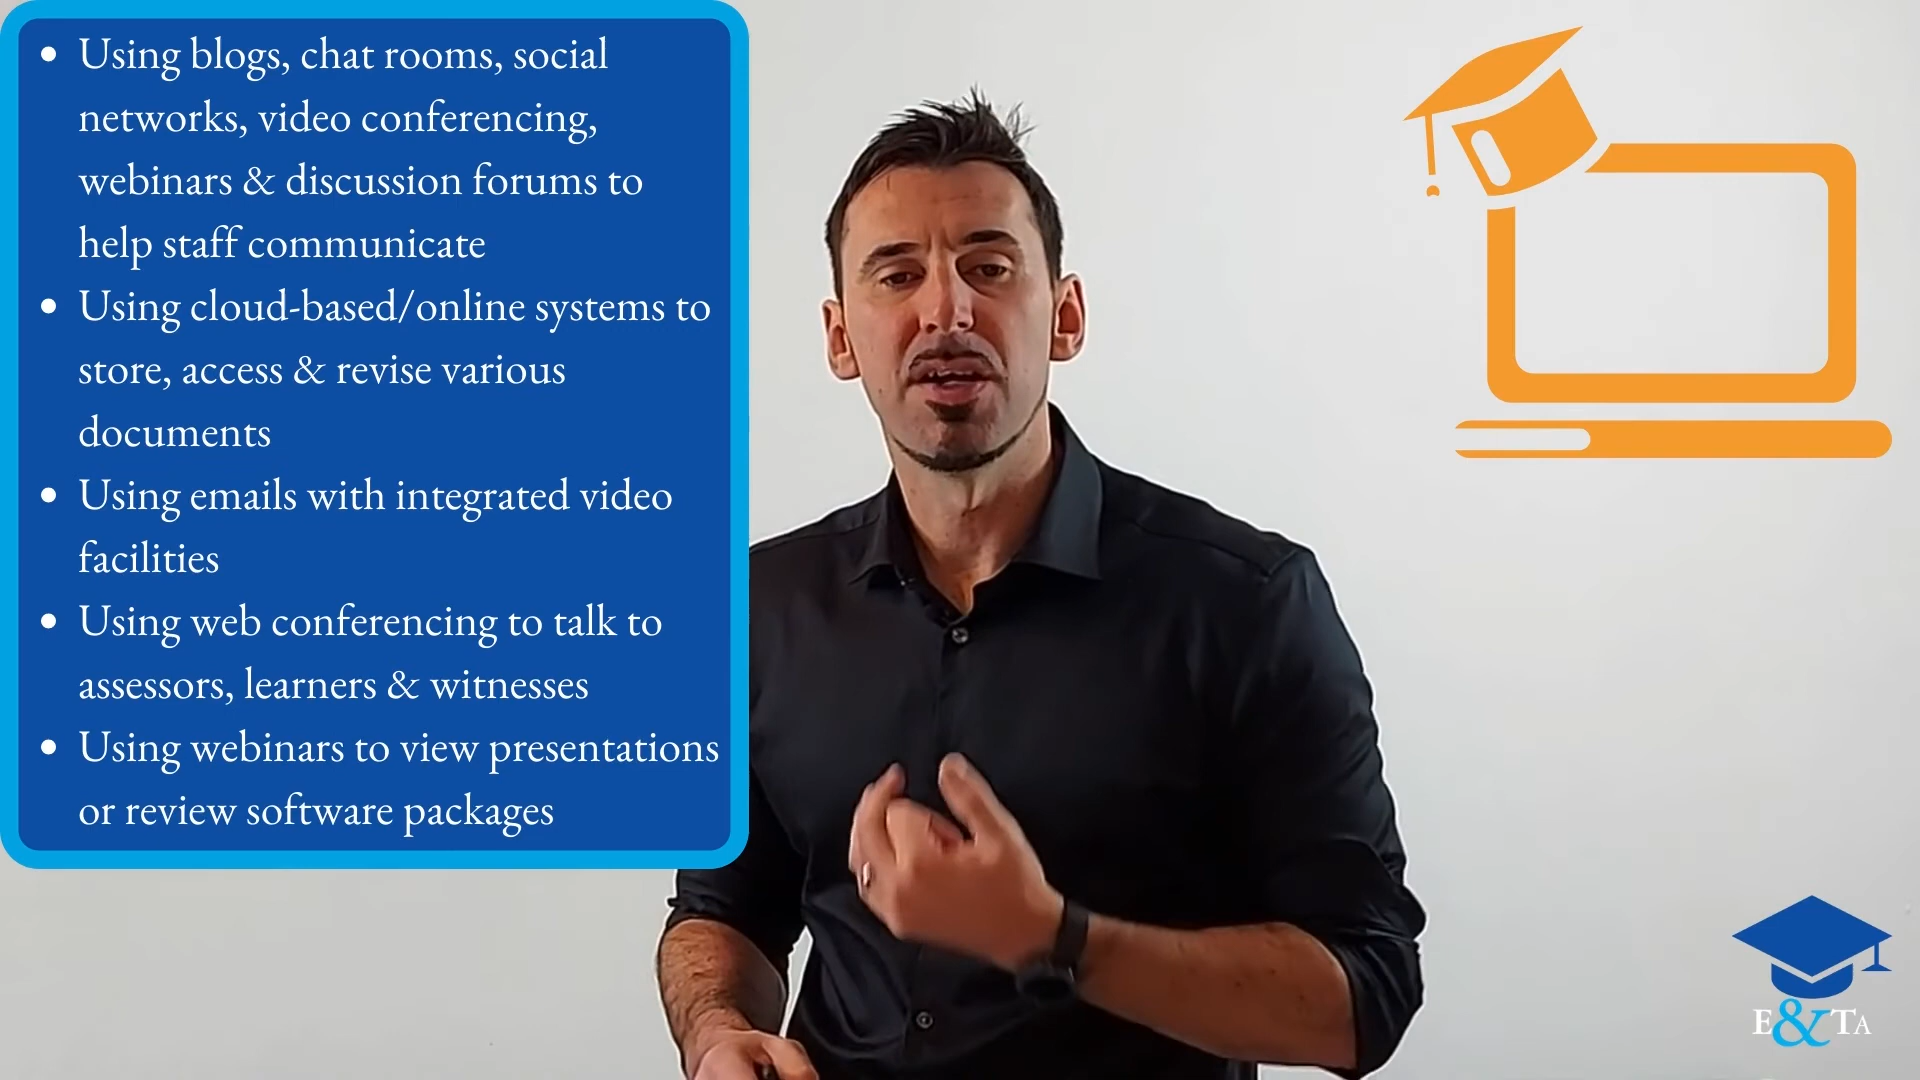 • Using blogs, chat rooms, social
networks, video conferencing,
webinars & discussion forums to
help staff communicate
• Using cloud-based/online systems to
store, access & revise various
documents
• Using emails with integrated video
facilities
• Using web conferencing to talk to
assessors, learners & witnesses
• Using webinars to view presentations
or review software packages
E&TA